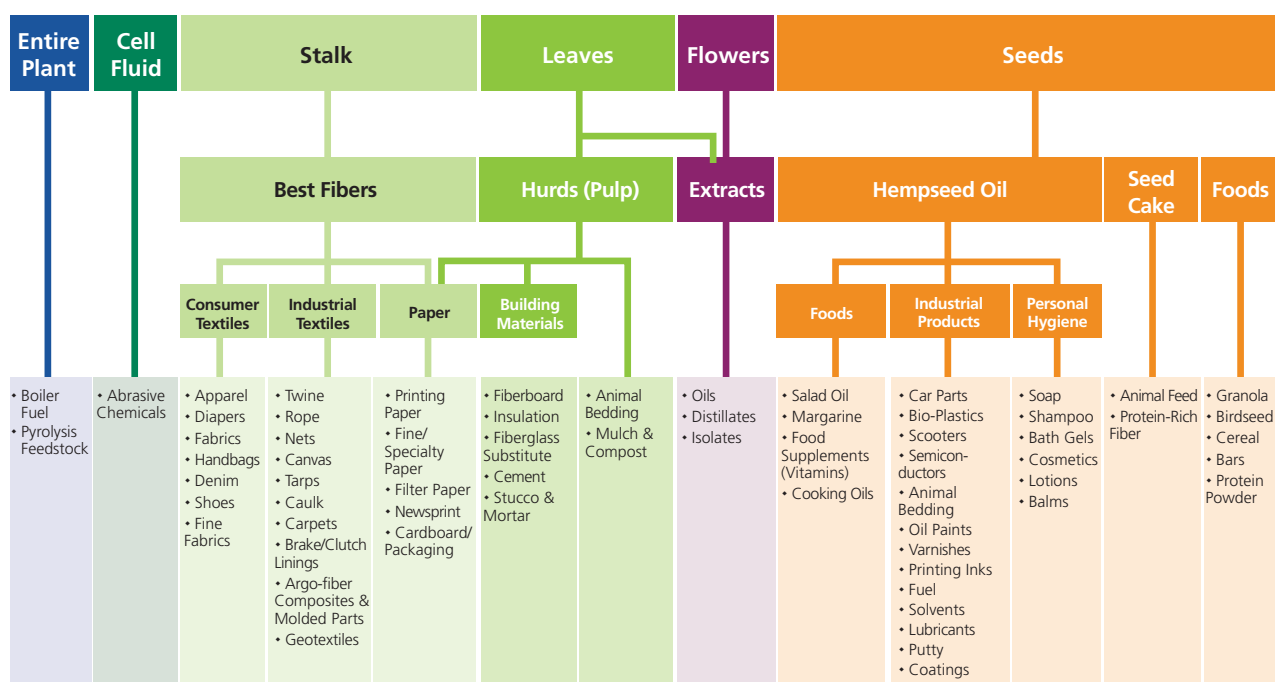 Entire
Plant
Cell
Fluid
Stalk
Leaves
Flowers
Seeds
Best Fibers
Hurds (Pulp)
Extracts
Hempseed Oil
Seed
Cake
Foods
Consumer
Textiles
Industrial
Textiles
Paper
Building
Materials
Foods
Industrial
Products
Personal
Hygiene
• Boiler
Fuel
• Pyrolysis
Feedstock
• Abrasive
Chemicals
• Apparel
• Diapers
• Fabrics
• Handbags
• Denim
• Shoes
• Fine
Fabrics
• Twine
• Rope
• Nets
• Canvas
• Tarps
• Caulk
• Carpets
• Brake/Clutch
Linings
• Argo-fiber
Composites &
Molded Parts
• Geotextiles
• Printing
Paper
• Fine/
Specialty
Paper
• Filter Paper
• Newsprint
• Cardboard/
Packaging
• Fiberboard
• Insulation
• Fiberglass
Substitute
• Cement
• Stucco &
Mortar
• Animal
Bedding
• Mulch &
Compost
• Oils
• Distillates
• Isolates
• Salad Oil
• Margarine
• Food
Supplements
(Vitamins)
• Cooking Oils
• Car Parts
• Bio-Plastics
• Scooters
• Semicon-
ductors
• Animal
Bedding
• Oil Paints
• Varnishes
• Printing Inks
• Fuel
• Solvents
• Lubricants
• Putty
• Coatings
• Soap
• Shampoo
• Bath Gels
• Cosmetics
• Lotions
• Balms
• Animal Feed
• Protein-Rich
Fiber
• Granola
• Birdseed
• Cereal
• Bars
• Protein
Powder